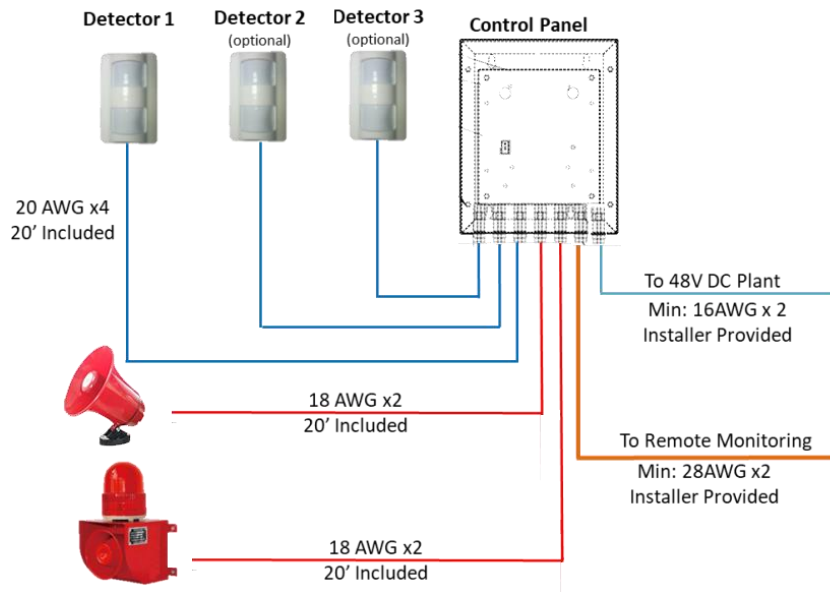 Detector 1
Detector 2
(optional)
Detector 3
(optional)
Control Panel
20 AWG x4
20’ Included
To 48V DC Plant
Min: 16AWG x 2
Installer Provided
18 AWG x2
20’ Included
To Remote Monitoring
Min: 28AWG x2
Installer Provided
18 AWG x2
20’ Included